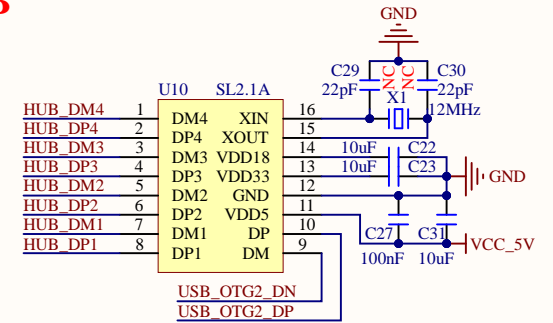 GND
C29
22pF
NC
NC
C30
22pF
X1
12MHz
U10
SL2.1A
HUB_DM4 1 DM4 XIN 16
HUB_DP4 2 DP4 XOUT 15
HUB_DM3 3 DM3 VDD18 14 10uF C22
HUB_DP3 4 DP3 VDD33 13 10uF C23
HUB_DM2 5 DM2 GND 12 GND
HUB_DP2 6 DP2 VDD5 11
HUB_DM1 7 DM1 DP 10 C27 C31
HUB_DP1 8 DP1 DM 9 100nF 10uF VCC_5V
USB_OTG2_DN
USB_OTG2_DP